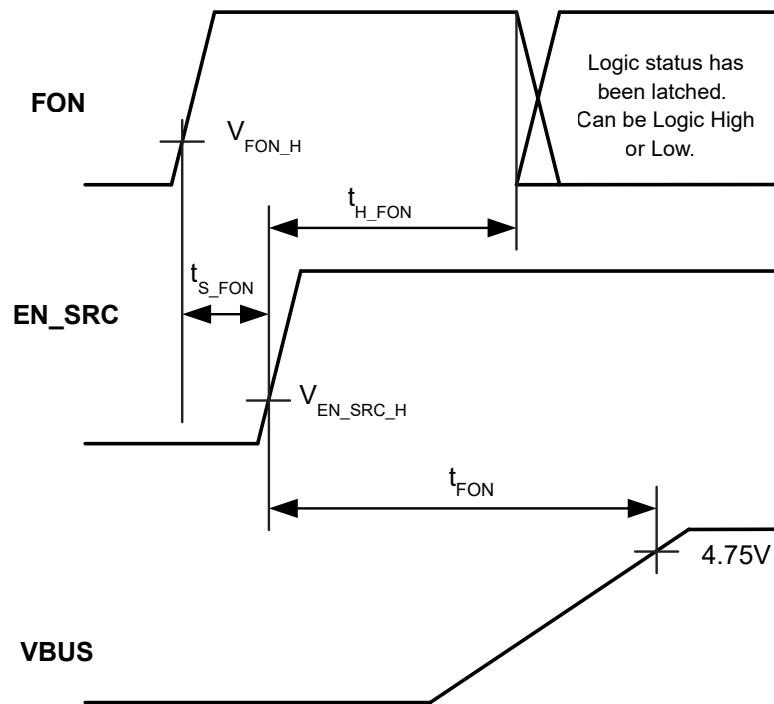 Logic status has
been latched.
Can be Logic High
or Low.
FON
V_FON_H
t_H_FON
t_S_FON
EN_SRC
V_EN_SRC_H
t_FON
4.75V
VBUS